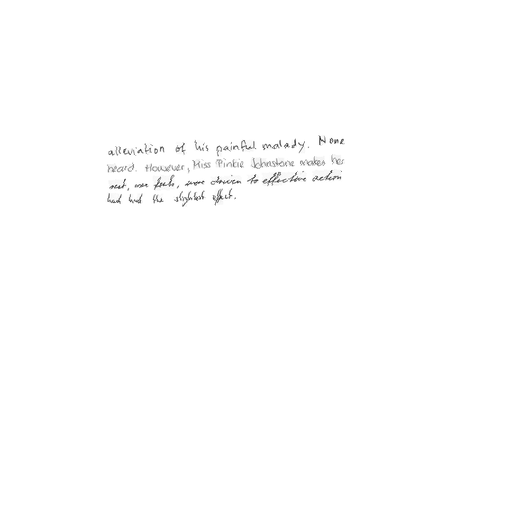 alleviation of his painful malady. None
heard. However, Miss Pinkie Johnstone makes her
out, one feels, more driven to effective action
had had the slightest effect.